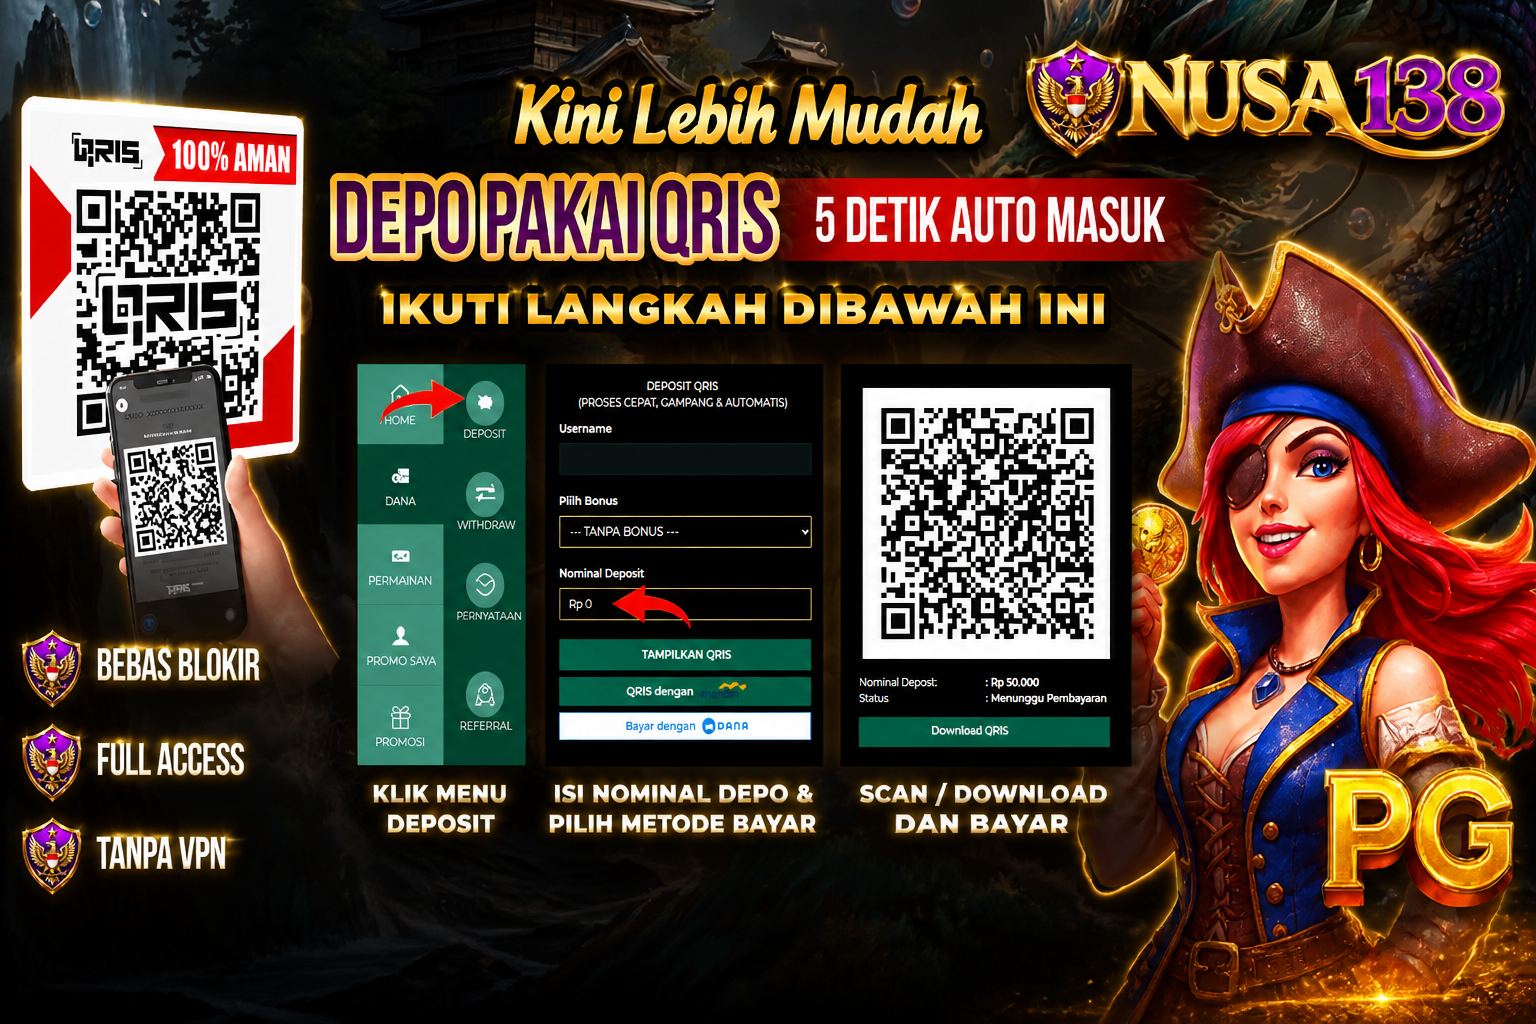 NUSA138
Kini Lebih Mudah
DEPO PAKAI QRIS
5 DETIK AUTO MASUK
IKUTI LANGKAH DIBAWAH INI
QRIS
100% AMAN
QRIS
BEBAS BLOKIR
FULL ACCESS
TANPA VPN
HOME
DEPOSIT
DANA
WITHDRAW
PERMAINAN
PERNYATAAN
PROMO SAYA
REFERRAL
PROMOSI
KLIK MENU
DEPOSIT
DEPOSIT QRIS
(PROSES CEPAT, GAMPANG & AUTOMATIS)
Username
Pilih Bonus
--- TANPA BONUS ---
Nominal Deposit
Rp 0
TAMPILKAN QRIS
QRIS dengan mandiri
Bayar dengan DANA
ISI NOMINAL DEPO &
PILIH METODE BAYAR
Nominal Depost: : Rp 50.000
Status : Menunggu Pembayaran
Download QRIS
SCAN / DOWNLOAD
DAN BAYAR
PG